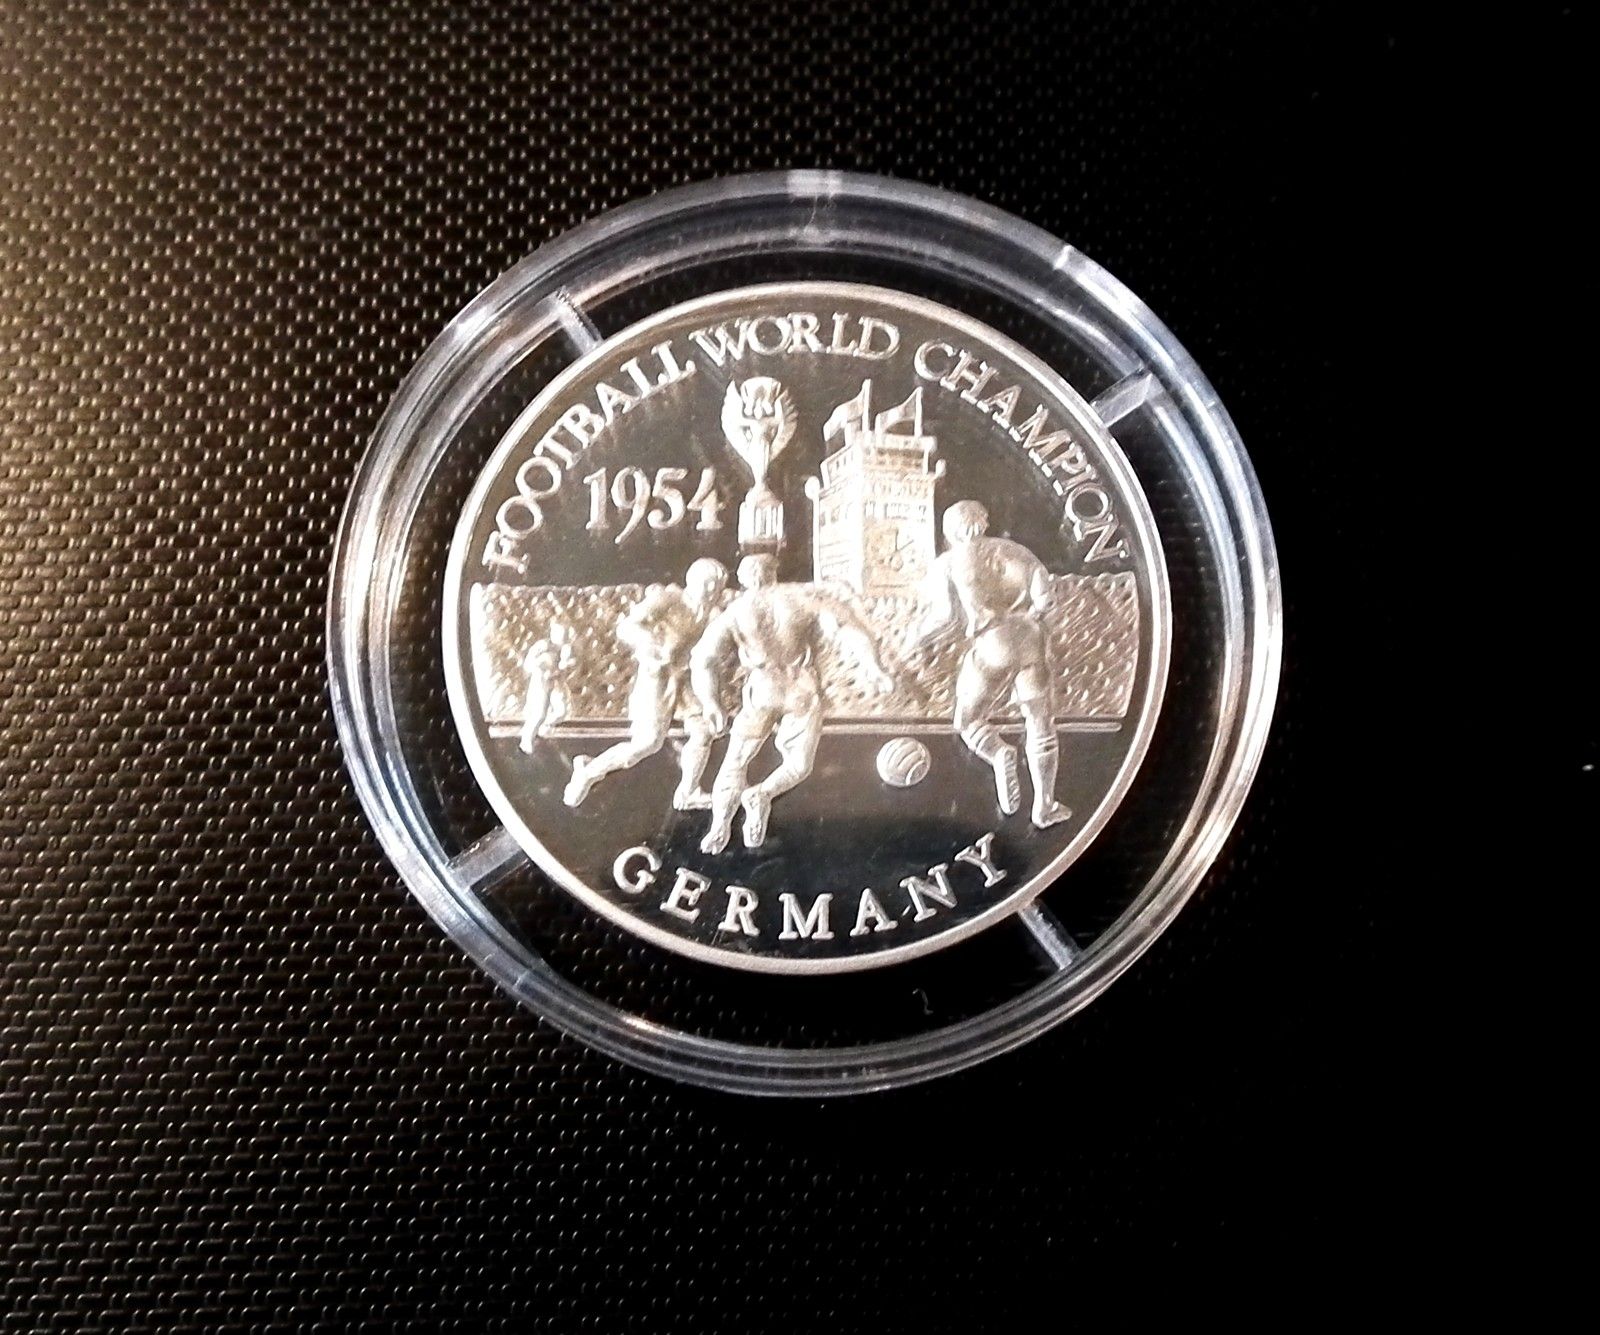 FOOTBALL WORLD CHAMPION
1954
GERMANY